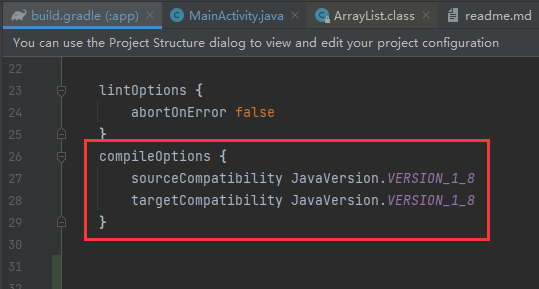 build.gradle (:app) MainActivity.java ArrayList.class readme.md
You can use the Project Structure dialog to view and edit your project configuration
22
23 lintOptions {
24 abortOnError false
25 }
26 compileOptions {
27 sourceCompatibility JavaVersion.VERSION_1_8
28 targetCompatibility JavaVersion.VERSION_1_8
29 }
30
31